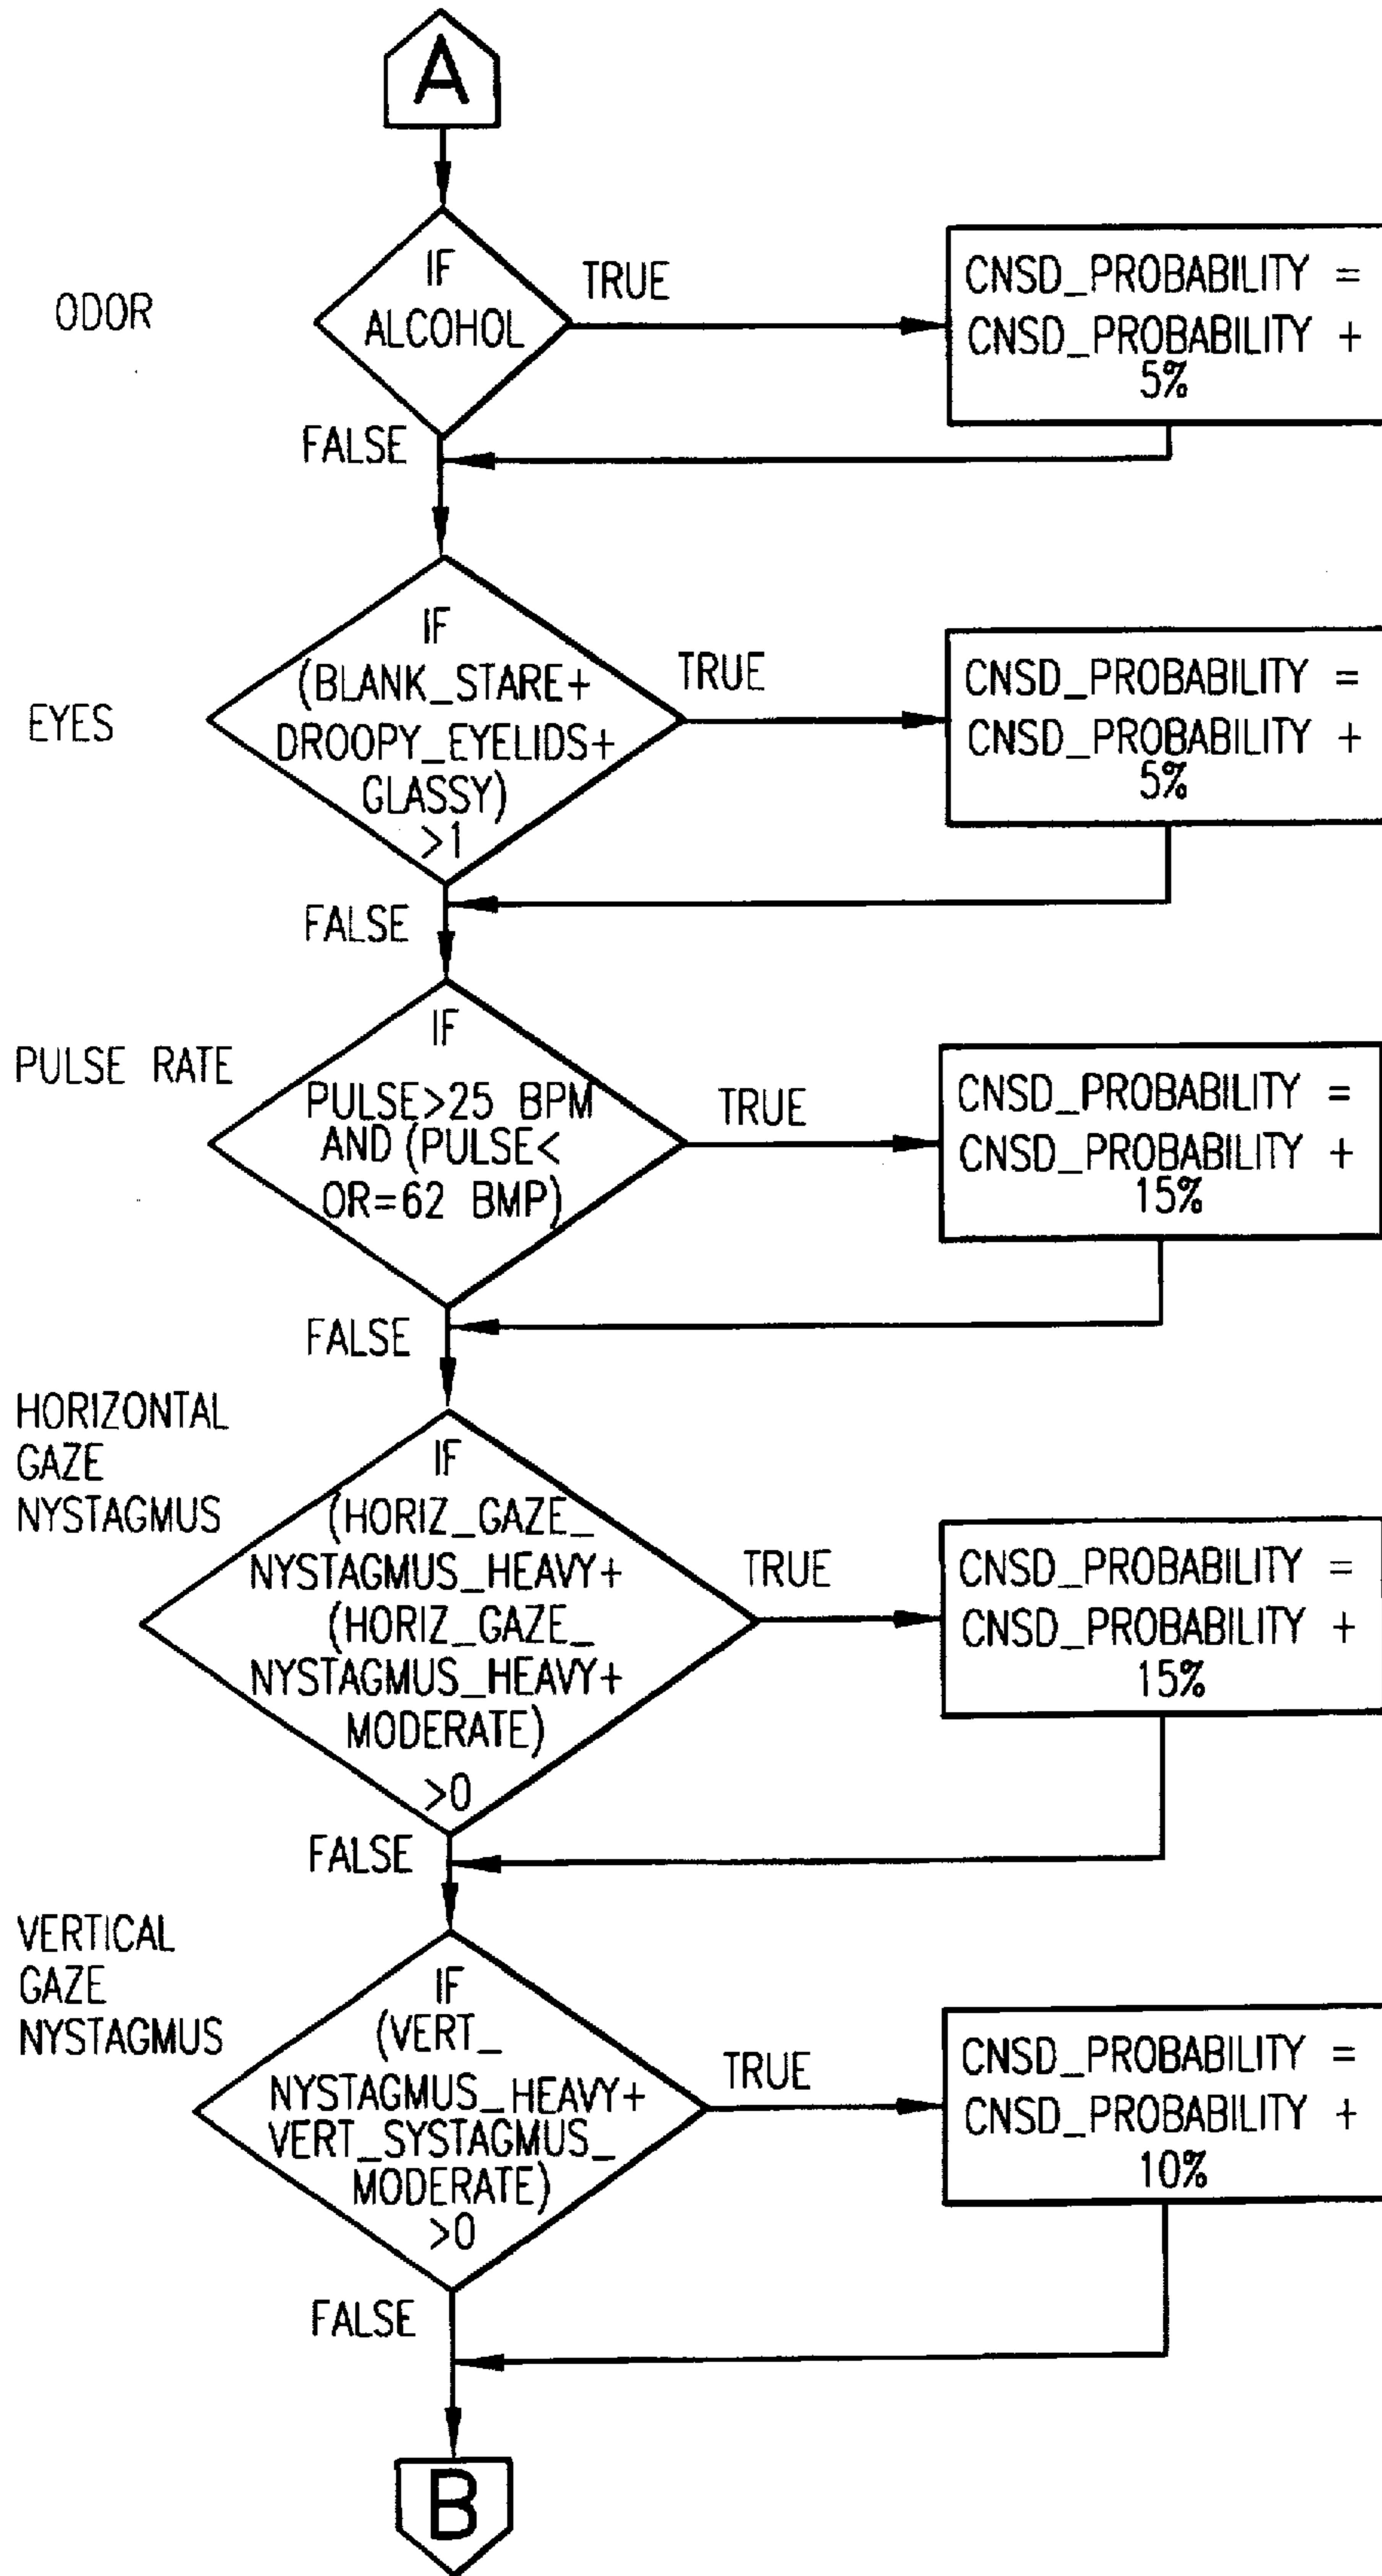 A
ODOR
IF
ALCOHOL
TRUE
CNSD_PROBABILITY =
CNSD_PROBABILITY +
5%
FALSE
EYES
IF
(BLANK_STARE+
DROOPY_EYELIDS+
GLASSY)
>1
TRUE
CNSD_PROBABILITY =
CNSD_PROBABILITY +
5%
FALSE
PULSE RATE
IF
PULSE>25 BPM
AND (PULSE<
OR=62 BMP)
TRUE
CNSD_PROBABILITY =
CNSD_PROBABILITY +
15%
FALSE
HORIZONTAL
GAZE
NYSTAGMUS
IF
(HORIZ_GAZE_
NYSTAGMUS_HEAVY+
(HORIZ_GAZE_
NYSTAGMUS_HEAVY+
MODERATE)
>0
TRUE
CNSD_PROBABILITY =
CNSD_PROBABILITY +
15%
FALSE
VERTICAL
GAZE
NYSTAGMUS
IF
(VERT_
NYSTAGMUS_HEAVY+
VERT_SYSTAGMUS_
MODERATE)
>0
TRUE
CNSD_PROBABILITY =
CNSD_PROBABILITY +
10%
FALSE
B